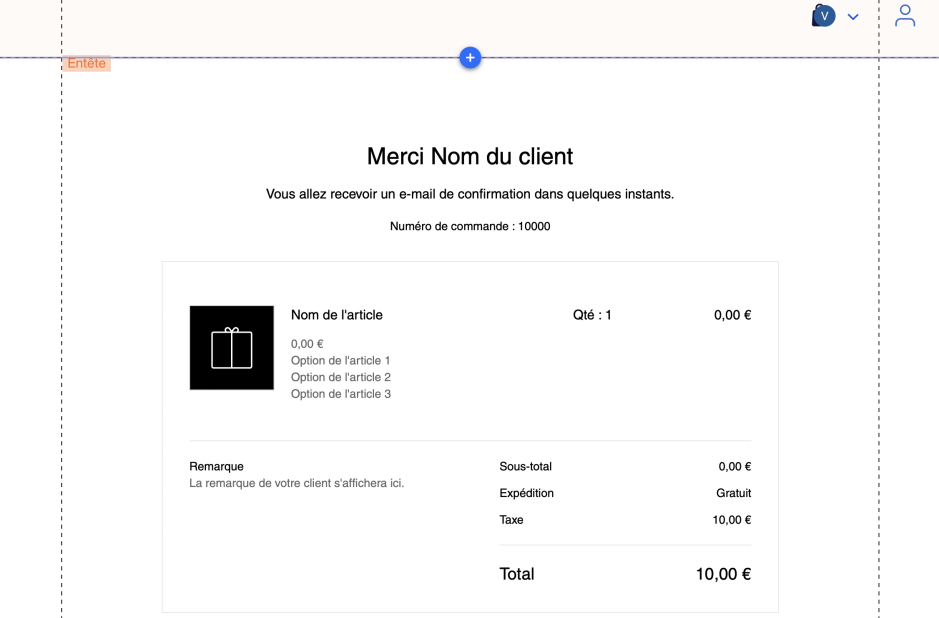 V
Entête
Merci Nom du client
Vous allez recevoir un e-mail de confirmation dans quelques instants.
Numéro de commande : 10000
Nom de l'article Qté : 1 0,00 €
0,00 €
Option de l'article 1
Option de l'article 2
Option de l'article 3
Remarque
La remarque de votre client s'affichera ici.
Sous-total 0,00 €
Expédition Gratuit
Taxe 10,00 €
Total 10,00 €